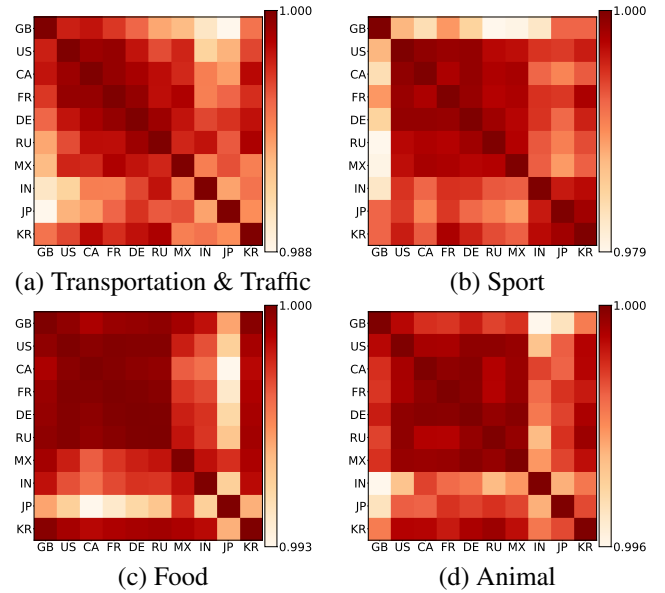 1.000
GB
US
CA
FR
DE
RU
MX
IN
JP
KR
GB US CA FR DE RU MX IN JP KR
0.988
(a) Transportation & Traffic
1.000
GB
US
CA
FR
DE
RU
MX
IN
JP
KR
GB US CA FR DE RU MX IN JP KR
0.979
(b) Sport
1.000
GB
US
CA
FR
DE
RU
MX
IN
JP
KR
GB US CA FR DE RU MX IN JP KR
0.993
(c) Food
1.000
GB
US
CA
FR
DE
RU
MX
IN
JP
KR
GB US CA FR DE RU MX IN JP KR
0.996
(d) Animal